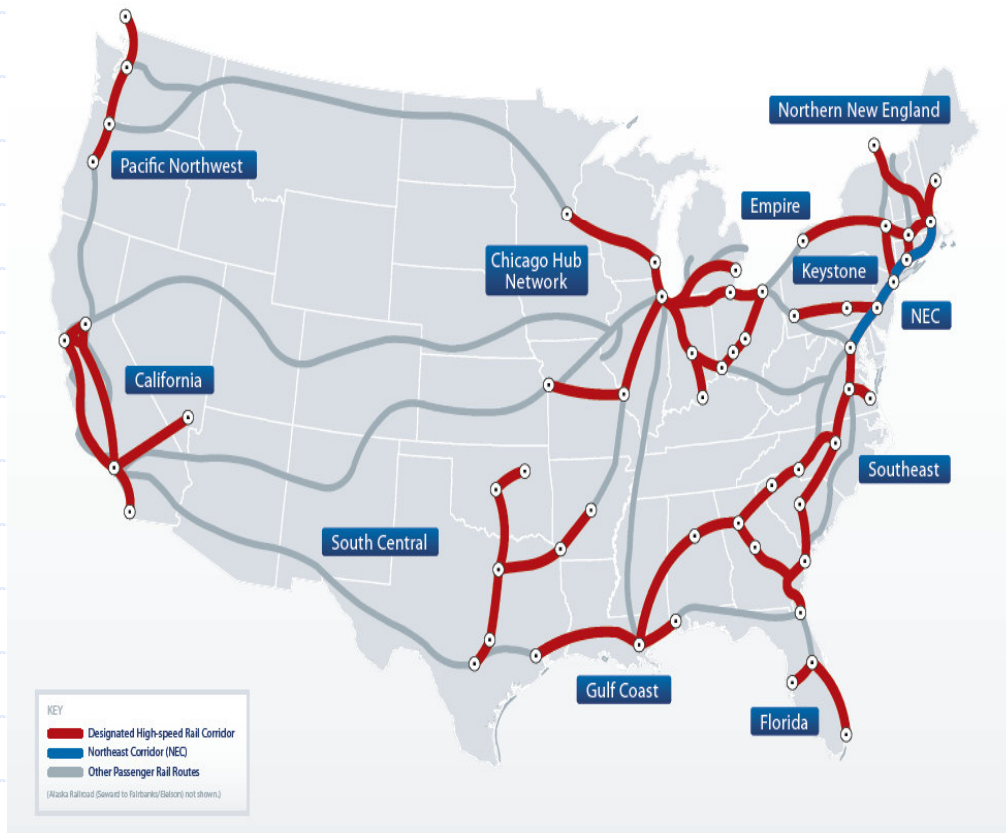 Northern New England
Pacific Northwest
Empire
Chicago Hub
Network
Keystone
NEC
California
Southeast
South Central
Gulf Coast
Florida
KEY
Designated High-speed Rail Corridor
Northeast Corridor (NEC)
Other Passenger Rail Routes
(Alaska Railroad (Seward to Fairbanks/Eielson) not shown.)